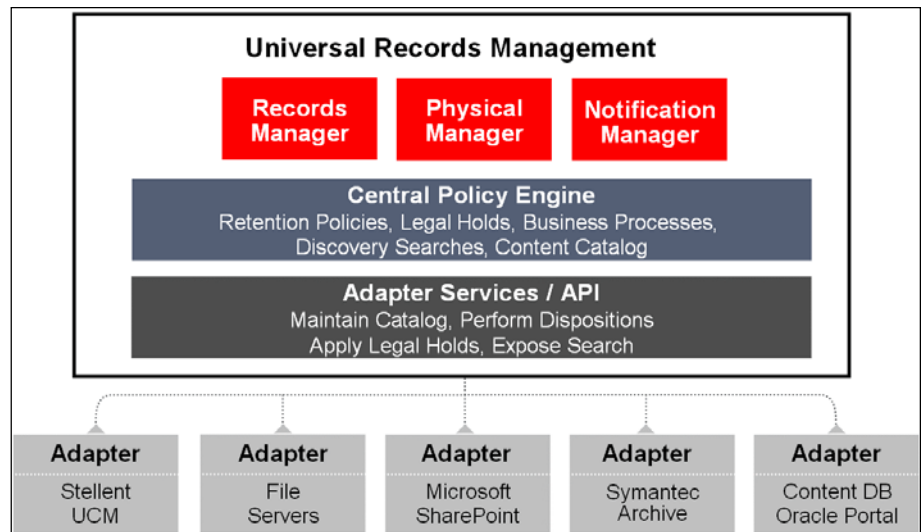 Universal Records Management
Records
Manager
Physical
Manager
Notification
Manager
Central Policy Engine
Retention Policies, Legal Holds, Business Processes,
Discovery Searches, Content Catalog
Adapter Services / API
Maintain Catalog, Perform Dispositions
Apply Legal Holds, Expose Search
Adapter
Stellent
UCM
Adapter
File
Servers
Adapter
Microsoft
SharePoint
Adapter
Symantec
Archive
Adapter
Content DB
Oracle Portal